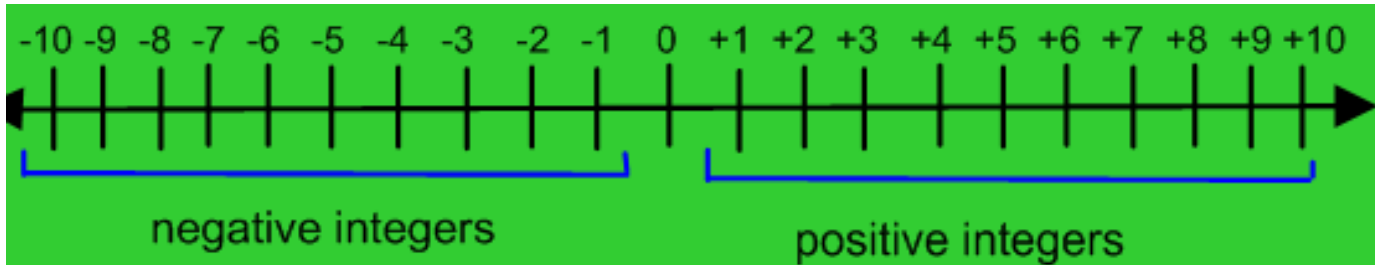 -10 -9 -8 -7 -6 -5 -4 -3 -2 -1 0 +1 +2 +3 +4 +5 +6 +7 +8 +9 +10
negative integers
positive integers